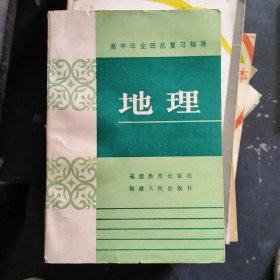 高中毕业班总复习指导
地理
福建教育出版社
福建人民出版社
本